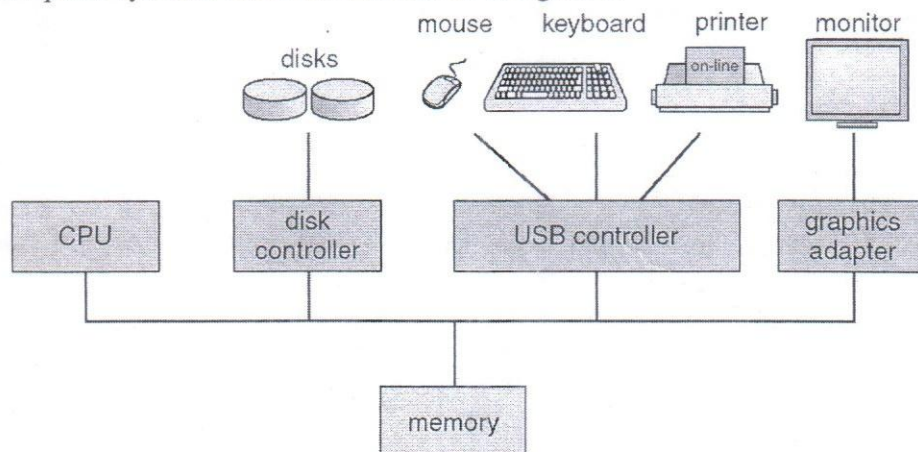 mouse keyboard printer monitor
disks
on-line
CPU
disk
controller
USB controller
graphics
adapter
memory